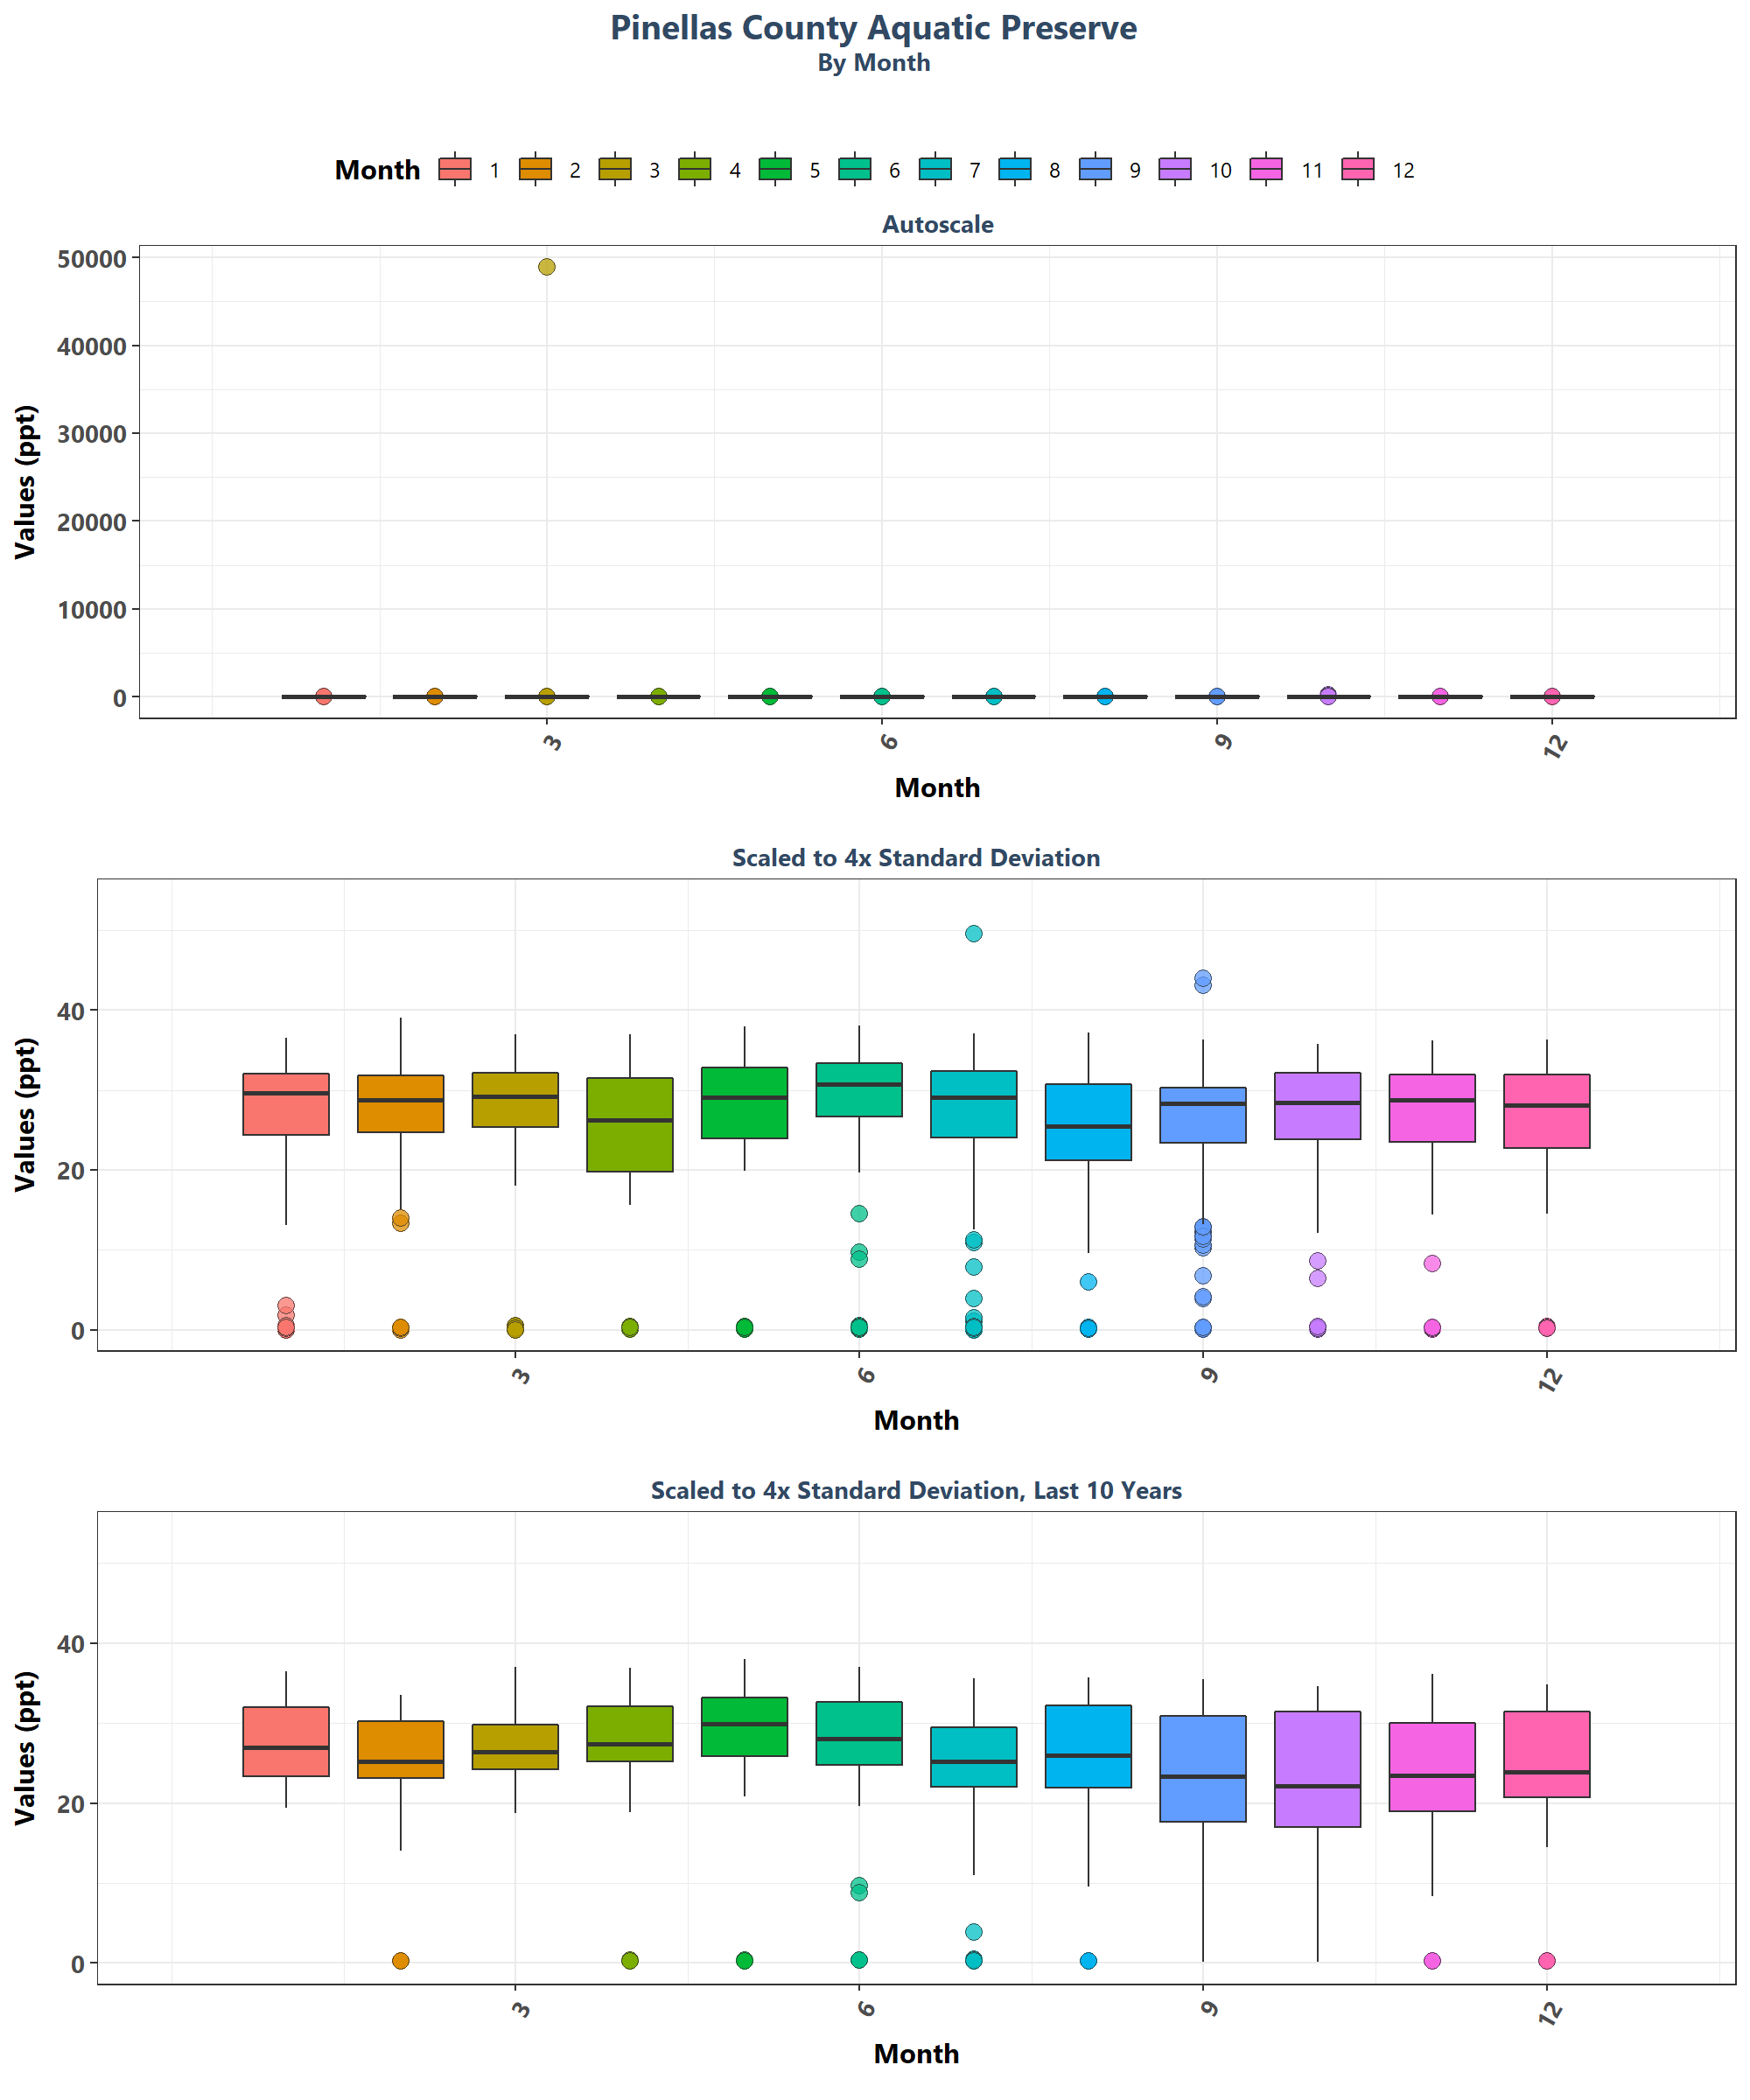 Pinellas County Aquatic Preserve
By Month
Month 1 2 3 4 5 6 7 8 9 10 11 12
Autoscale
Values (ppt)
50000
40000
30000
20000
10000
0
3 6 9 12
Month
Scaled to 4x Standard Deviation
Values (ppt)
40
20
0
3 6 9 12
Month
Scaled to 4x Standard Deviation, Last 10 Years
Values (ppt)
40
20
0
3 6 9 12
Month